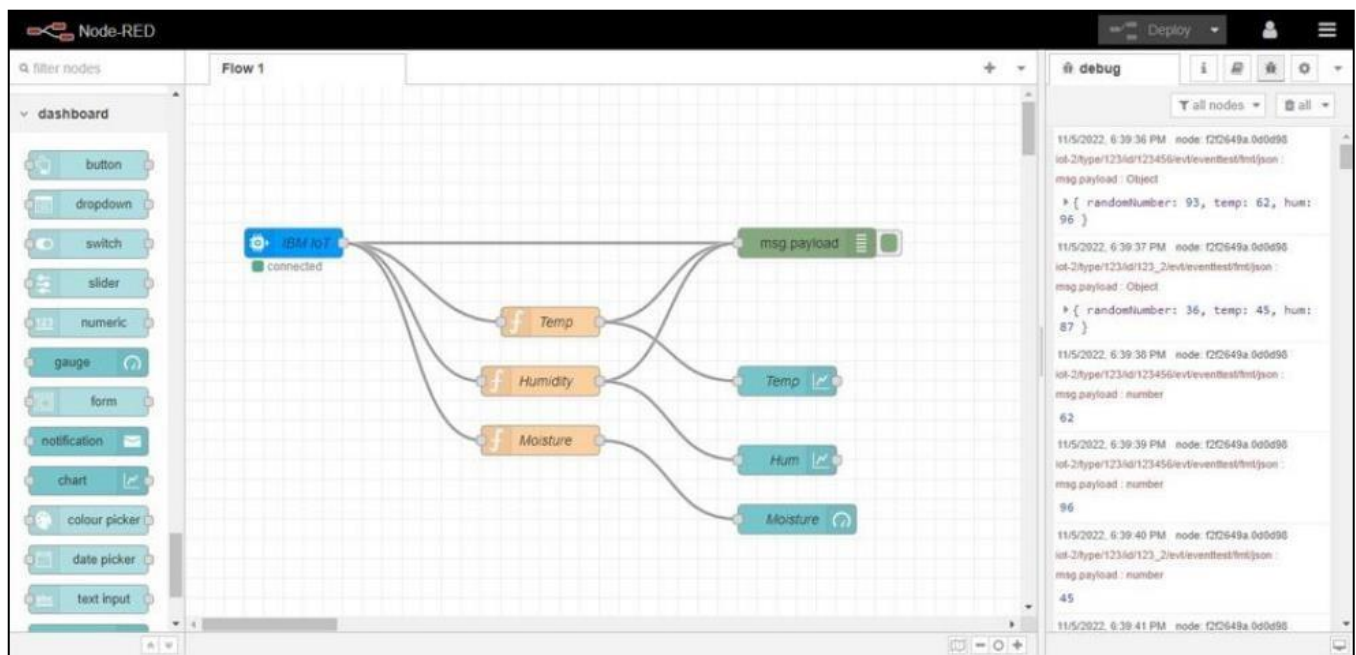 Node-RED
Deploy
filter nodes
Flow 1
debug
i
all nodes
all
dashboard
button
dropdown
switch
slider
numeric
gauge
form
notification
chart
colour picker
date picker
text input
IBM IoT
connected
msg.payload
Temp
Humidity
Moisture
Temp
Hum
Moisture
11/5/2022, 6:39:36 PM node: f2f2649a.0d0d98
iot-2/type/123/id/123456/evt/eventtest/fmt/json :
msg.payload : Object
{ randomNumber: 93, temp: 62, hum:
96 }
11/5/2022, 6:39:37 PM node: f2f2649a.0d0d98
iot-2/type/123/id/123_2/evt/eventtest/fmt/json :
msg.payload : Object
{ randomNumber: 36, temp: 45, hum:
87 }
11/5/2022, 6:39:38 PM node: f2f2649a.0d0d98
iot-2/type/123/id/123456/evt/eventtest/fmt/json :
msg.payload : number
62
11/5/2022, 6:39:39 PM node: f2f2649a.0d0d98
iot-2/type/123/id/123456/evt/eventtest/fmt/json :
msg.payload : number
96
11/5/2022, 6:39:40 PM node: f2f2649a.0d0d98
iot-2/type/123/id/123_2/evt/eventtest/fmt/json :
msg.payload : number
45
11/5/2022, 6:39:41 PM node: f2f2649a.0d0d98